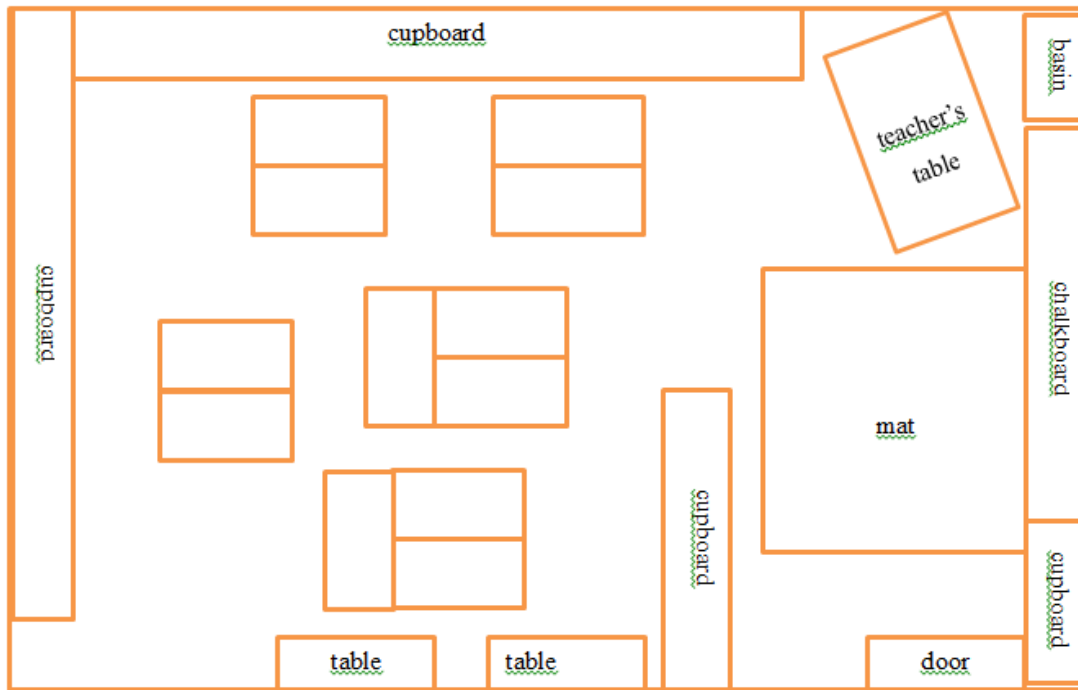 cupboard
basin
teacher's
table
cupboard
chalkboard
mat
cupboard
cupboard
table
table
door